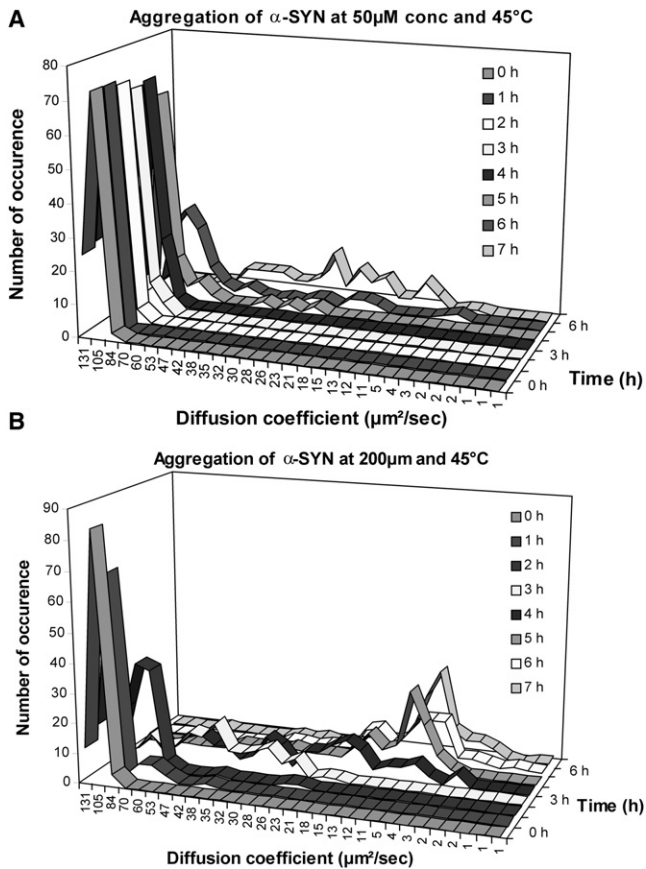 A
Aggregation of α-SYN at 50µM conc and 45°C
80
70
60
50
40
30
20
10
0
Number of occurence
0 h
1 h
2 h
3 h
4 h
5 h
6 h
7 h
131
105
84
70
60
53
47
42
38
35
32
30
28
26
23
21
18
15
13
12
11
5
4
3
2
2
1
1
1
0 h
3 h
6 h
Time (h)
Diffusion coefficient (µm²/sec)
B
Aggregation of α-SYN at 200µm and 45°C
90
80
70
60
50
40
30
20
10
0
Number of occurence
0 h
1 h
2 h
3 h
4 h
5 h
6 h
7 h
131
105
84
70
60
53
47
42
38
35
32
30
28
26
23
21
18
15
13
12
11
5
4
3
2
2
1
1
1
0 h
3 h
6 h
Time (h)
Diffusion coefficient (µm²/sec)